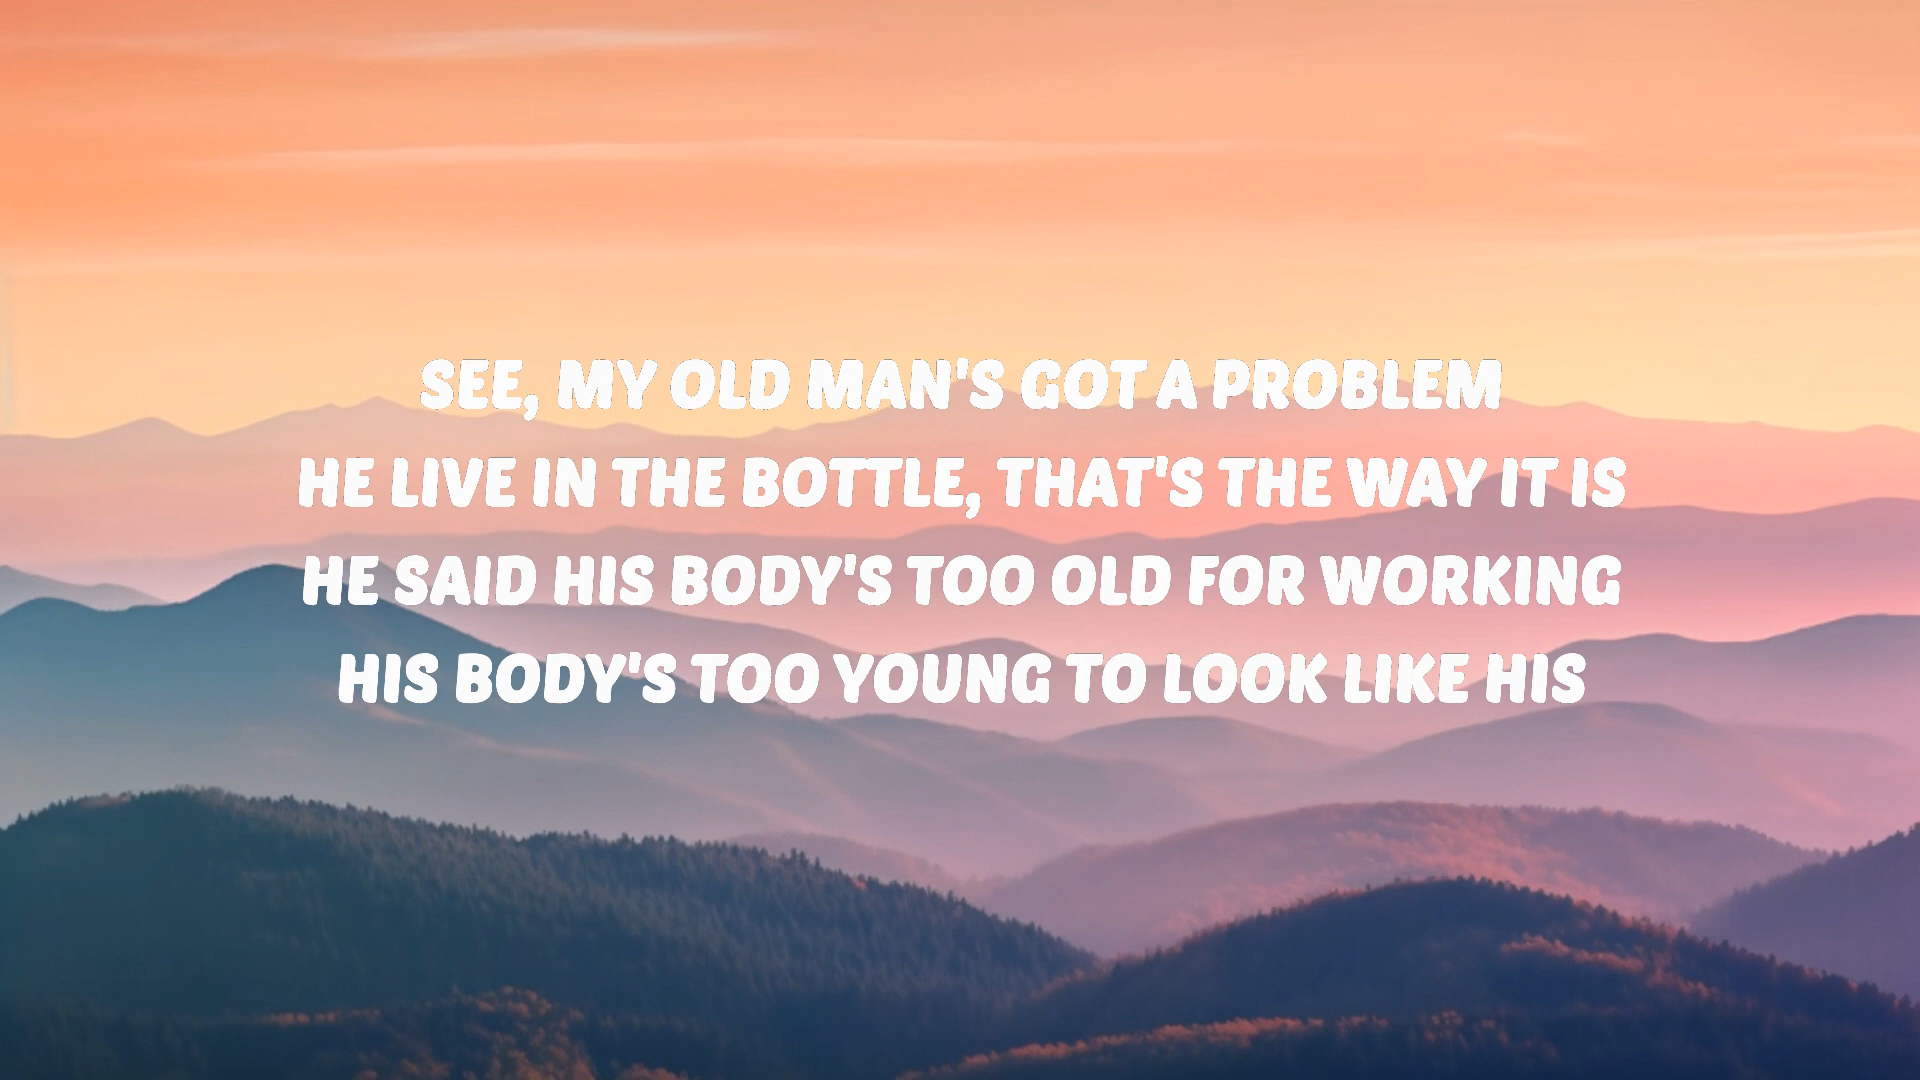 SEE, MY OLD MAN'S GOT A PROBLEM
HE LIVE IN THE BOTTLE, THAT'S THE WAY IT IS
HE SAID HIS BODY'S TOO OLD FOR WORKING
HIS BODY'S TOO YOUNG TO LOOK LIKE HIS